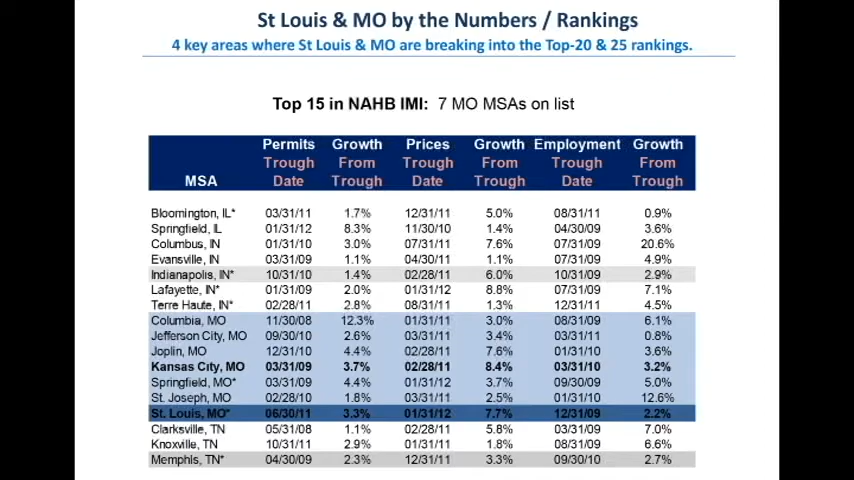 St Louis & MO by the Numbers / Rankings
4 key areas where St Louis & MO are breaking into the Top-20 & 25 rankings.
Top 15 in NAHB IMI: 7 MO MSAs on list
Permits Growth Prices Growth Employment Growth
Trough From Trough From Trough From
MSA Date Trough Date Trough Date Trough
Bloomington, IL* 03/31/11 1.7% 12/31/11 5.0% 08/31/11 0.9%
Springfield, IL 01/31/12 8.3% 11/30/10 1.4% 04/30/09 3.6%
Columbus, IN 01/31/10 3.0% 07/31/11 7.6% 07/31/09 20.6%
Evansville, IN 03/31/09 1.1% 04/30/11 1.1% 07/31/09 4.9%
Indianapolis, IN* 10/31/10 1.4% 02/28/11 6.0% 10/31/09 2.9%
Lafayette, IN* 01/31/09 2.0% 01/31/12 8.8% 07/31/09 7.1%
Terre Haute, IN* 02/28/11 2.8% 08/31/11 1.3% 12/31/11 4.5%
Columbia, MO 11/30/08 12.3% 01/31/11 3.0% 08/31/09 6.1%
Jefferson City, MO 09/30/10 2.6% 03/31/11 3.4% 03/31/11 0.8%
Joplin, MO 12/31/10 4.4% 02/28/11 7.6% 01/31/10 3.6%
Kansas City, MO 03/31/09 3.7% 02/28/11 8.4% 03/31/10 3.2%
Springfield, MO* 03/31/09 4.4% 01/31/12 3.7% 09/30/09 5.0%
St. Joseph, MO 02/28/10 1.8% 03/31/11 2.5% 01/31/10 12.6%
St. Louis, MO* 06/30/11 3.3% 01/31/12 7.7% 12/31/09 2.2%
Clarksville, TN 05/31/08 1.1% 02/28/11 5.8% 03/31/09 7.0%
Knoxville, TN 10/31/11 2.9% 01/31/11 1.8% 08/31/09 6.6%
Memphis, TN* 04/30/09 2.3% 12/31/11 3.3% 09/30/10 2.7%